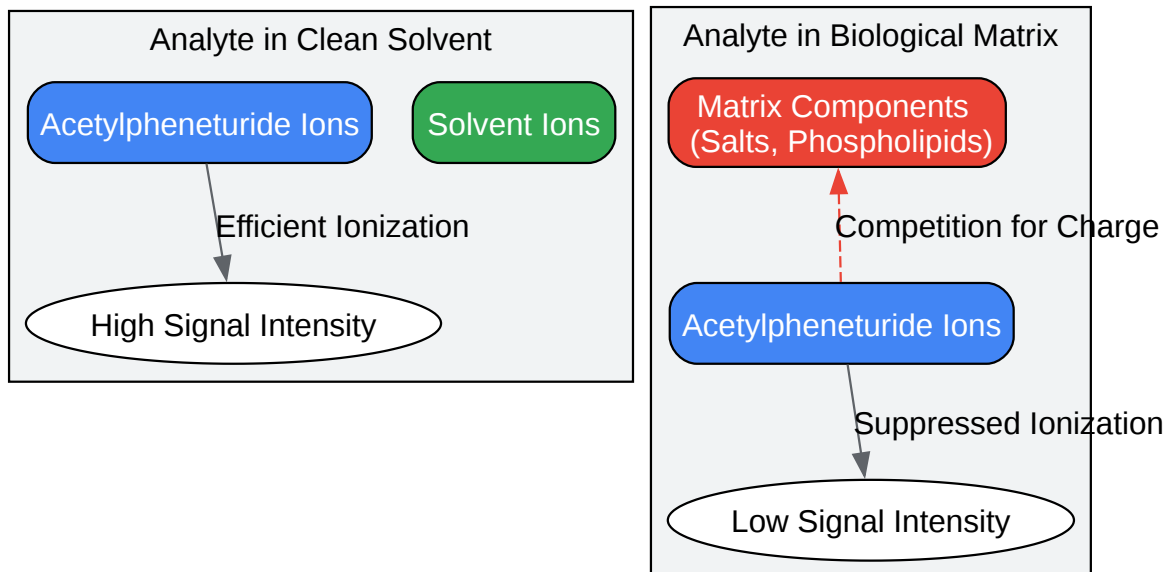 Analyte in Clean Solvent
Acetylpheneturide Ions
Solvent Ions
Efficient Ionization
High Signal Intensity
Analyte in Biological Matrix
Matrix Components
(Salts, Phospholipids)
Competition for Charge
Acetylpheneturide Ions
Suppressed Ionization
Low Signal Intensity